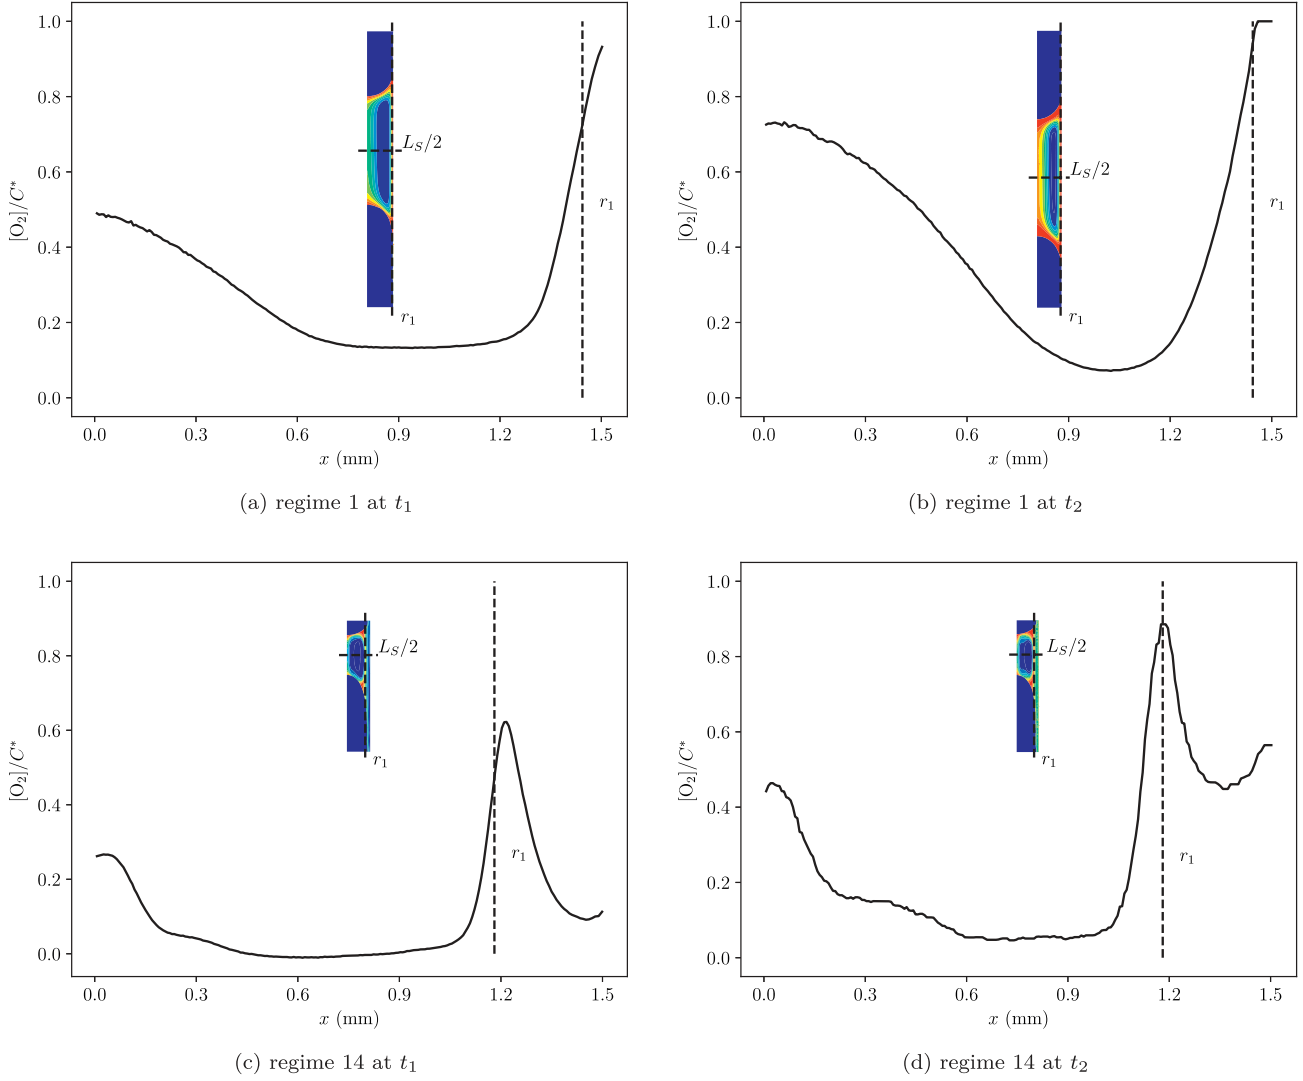 1.0
0.8
0.6
0.4
0.2
0.0
[O₂]/C*
L_S/2
r₁
r₁
0.0 0.3 0.6 0.9 1.2 1.5
x (mm)
(a) regime 1 at t₁
1.0
0.8
0.6
0.4
0.2
0.0
[O₂]/C*
L_S/2
r₁
r₁
0.0 0.3 0.6 0.9 1.2 1.5
x (mm)
(b) regime 1 at t₂
1.0
0.8
0.6
0.4
0.2
0.0
[O₂]/C*
L_S/2
r₁
r₁
0.0 0.3 0.6 0.9 1.2 1.5
x (mm)
(c) regime 14 at t₁
1.0
0.8
0.6
0.4
0.2
0.0
[O₂]/C*
L_S/2
r₁
r₁
0.0 0.3 0.6 0.9 1.2 1.5
x (mm)
(d) regime 14 at t₂